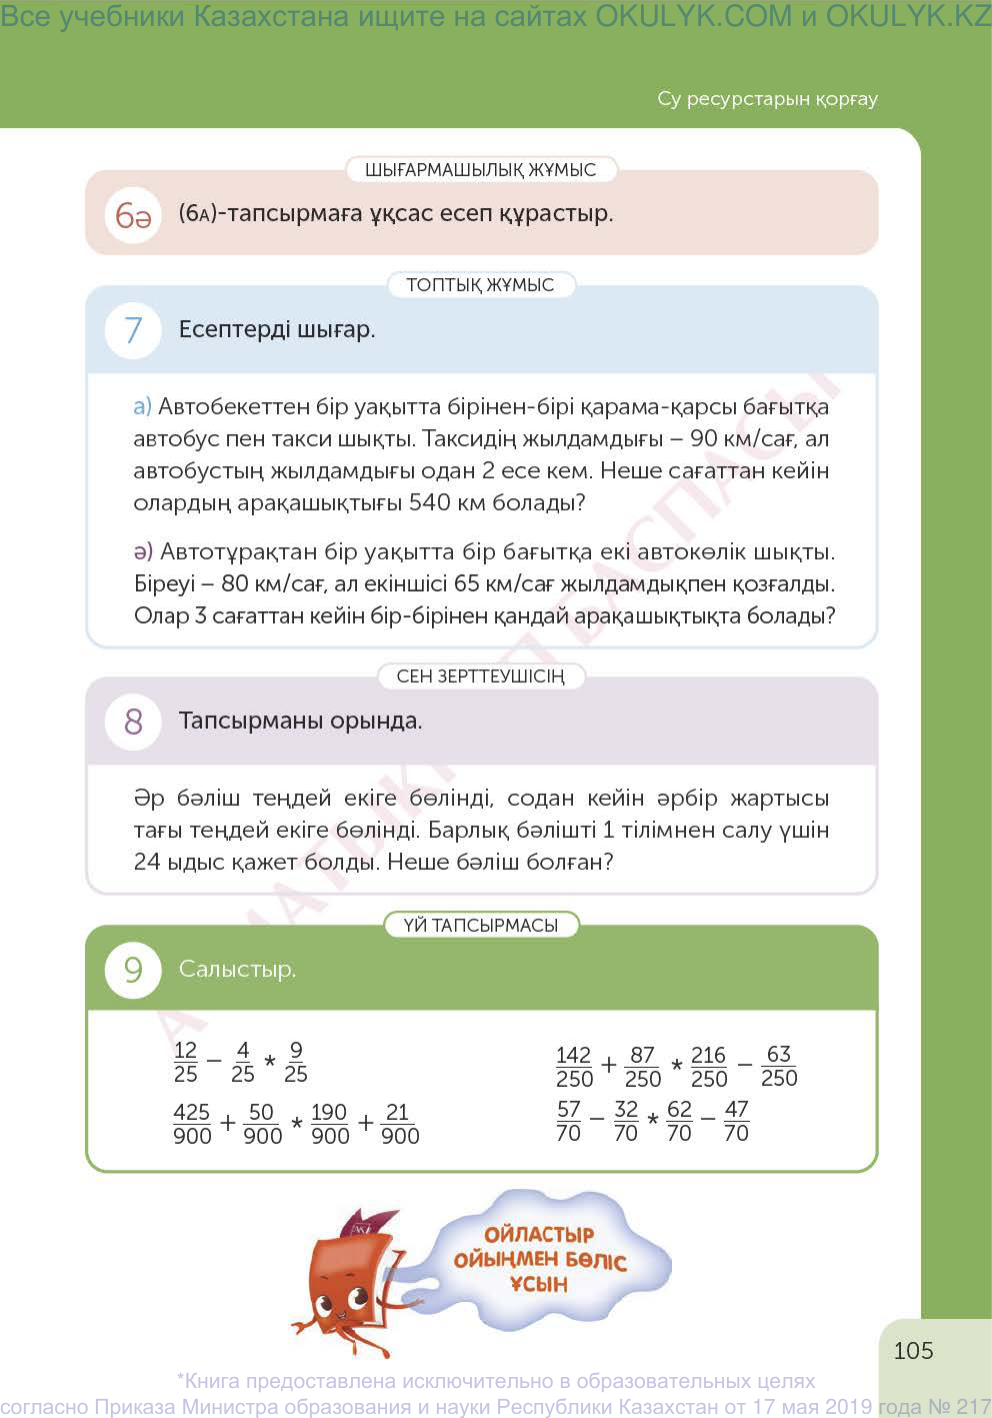 Все учебники Казахстана ищите на сайтах OKULYK.COM и OKULYK.KZ
Су ресурстарын қорғау
ШЫҒАРМАШЫЛЫҚ ЖҰМЫС
6ә (6А)-тапсырмаға ұқсас есеп құрастыр.
ТОПТЫҚ ЖҰМЫС
7 Есептерді шығар.
а) Автобекеттен бір уақытта бірінен-бірі қарама-қарсы бағытқа
автобус пен такси шықты. Таксидің жылдамдығы – 90 км/сағ, ал
автобустың жылдамдығы одан 2 есе кем. Неше сағаттан кейін
олардың арақашықтығы 540 км болады?
ә) Автотұрақтан бір уақытта бір бағытқа екі автокөлік шықты.
Біреуі – 80 км/сағ, ал екіншісі 65 км/сағ жылдамдықпен қозғалды.
Олар 3 сағаттан кейін бір-бірінен қандай арақашықтықта болады?
СЕН ЗЕРТТЕУШІСІҢ
8 Тапсырманы орында.
Әр бәліш теңдей екіге бөлінді, содан кейін әрбір жартысы
тағы теңдей екіге бөлінді. Барлық бәлішті 1 тілімнен салу үшін
24 ыдыс қажет болды. Неше бәліш болған?
ҮЙ ТАПСЫРМАСЫ
9 Салыстыр.
12/25 – 4/25 * 9/25
142/250 + 87/250 * 216/250 – 63/250
425/900 + 50/900 * 190/900 + 21/900
57/70 – 32/70 * 62/70 – 47/70
ОЙЛАСТЫР
ОЙЫҢМЕН БӨЛІС
ҰСЫН
105
*Книга предоставлена исключительно в образовательных целях
согласно Приказа Министра образования и науки Республики Казахстан от 17 мая 2019 года № 217